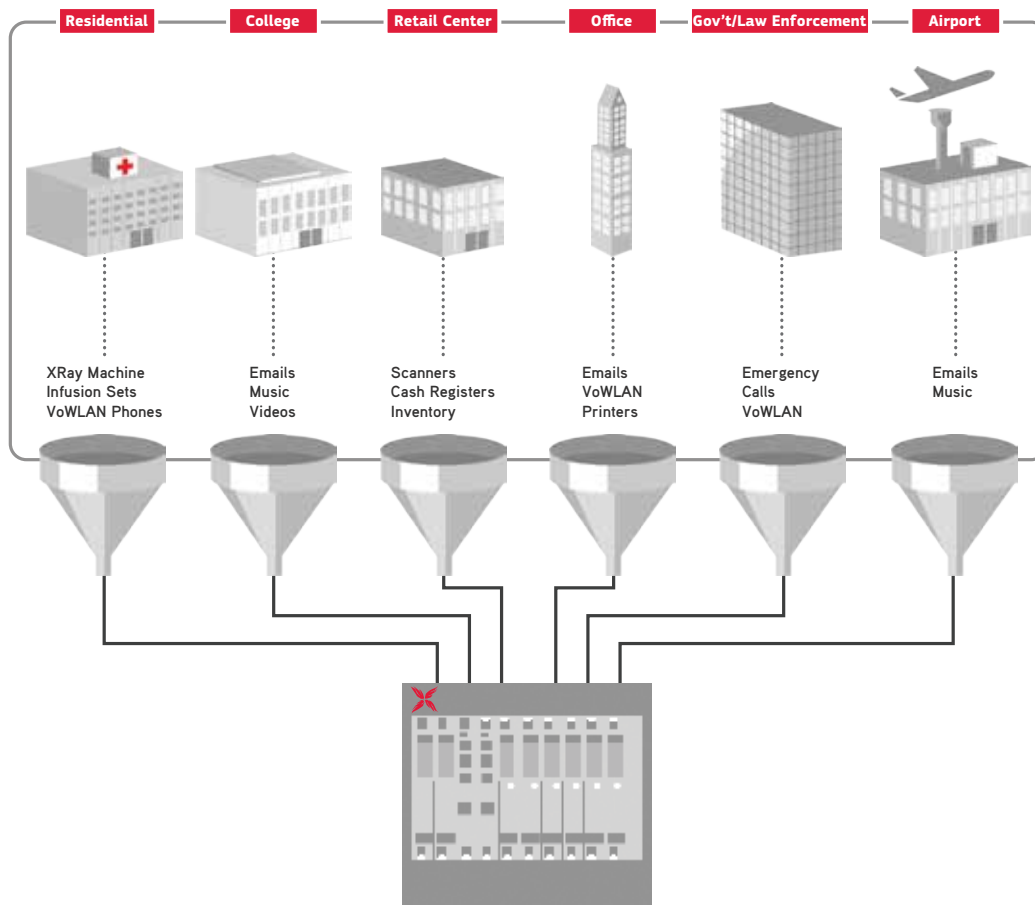 Residential
College
Retail Center
Office
Gov't/Law Enforcement
Airport
XRay Machine
Infusion Sets
VoWLAN Phones
Emails
Music
Videos
Scanners
Cash Registers
Inventory
Emails
VoWLAN
Printers
Emergency
Calls
VoWLAN
Emails
Music